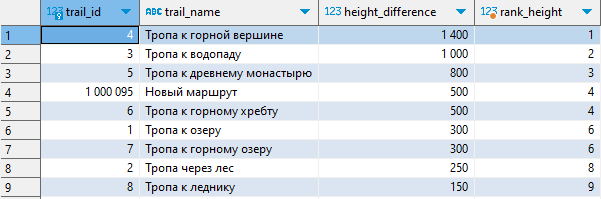 123 trail_id ABC trail_name 123 height_difference 123 rank_height
1 4 Тропа к горной вершине 1 400 1
2 3 Тропа к водопаду 1 000 2
3 5 Тропа к древнему монастырю 800 3
4 1 000 095 Новый маршрут 500 4
5 6 Тропа к горному хребту 500 4
6 1 Тропа к озеру 300 6
7 7 Тропа к горному озеру 300 6
8 2 Тропа через лес 250 8
9 8 Тропа к леднику 150 9